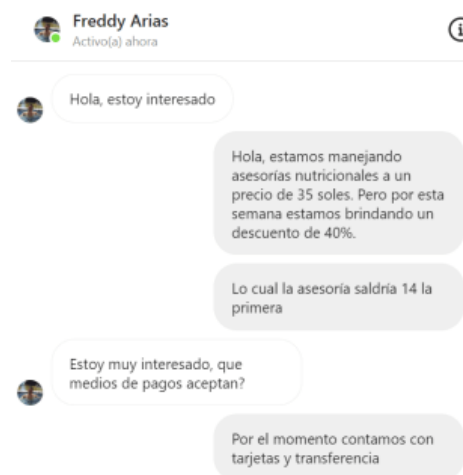 Freddy Arias
Activo(a) ahora
Hola, estoy interesado
Hola, estamos manejando
asesorías nutricionales a un
precio de 35 soles. Pero por esta
semana estamos brindando un
descuento de 40%.
Lo cual la asesoría saldría 14 la
primera
Estoy muy interesado, que
medios de pagos aceptan?
Por el momento contamos con
tarjetas y transferencia